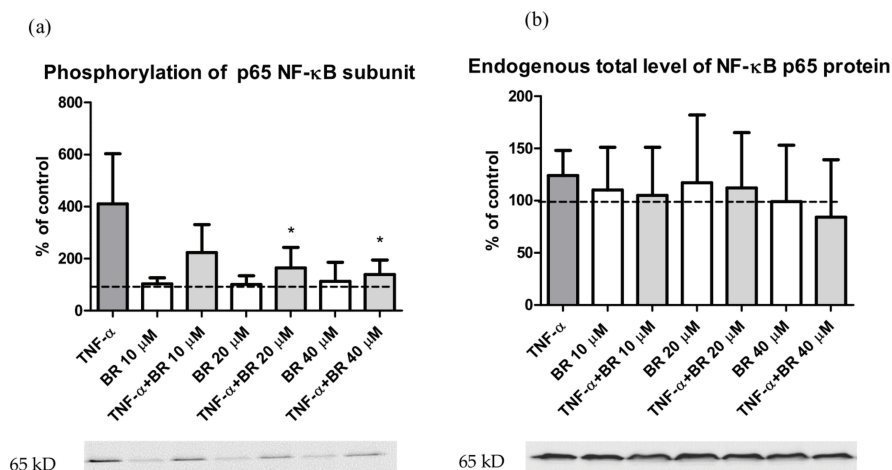 (a)
Phosphorylation of p65 NF-κB subunit
800
600
400
200
0
% of control
*
*
TNF-α
BR 10 μM
TNF-α+BR 10 μM
BR 20 μM
TNF-α+BR 20 μM
BR 40 μM
TNF-α+BR 40 μM
65 kD
(b)
Endogenous total level of NF-κB p65 protein
200
150
100
50
0
% of control
TNF-α
BR 10 μM
TNF-α+BR 10 μM
BR 20 μM
TNF-α+BR 20 μM
BR 40 μM
TNF-α+BR 40 μM
65 kD